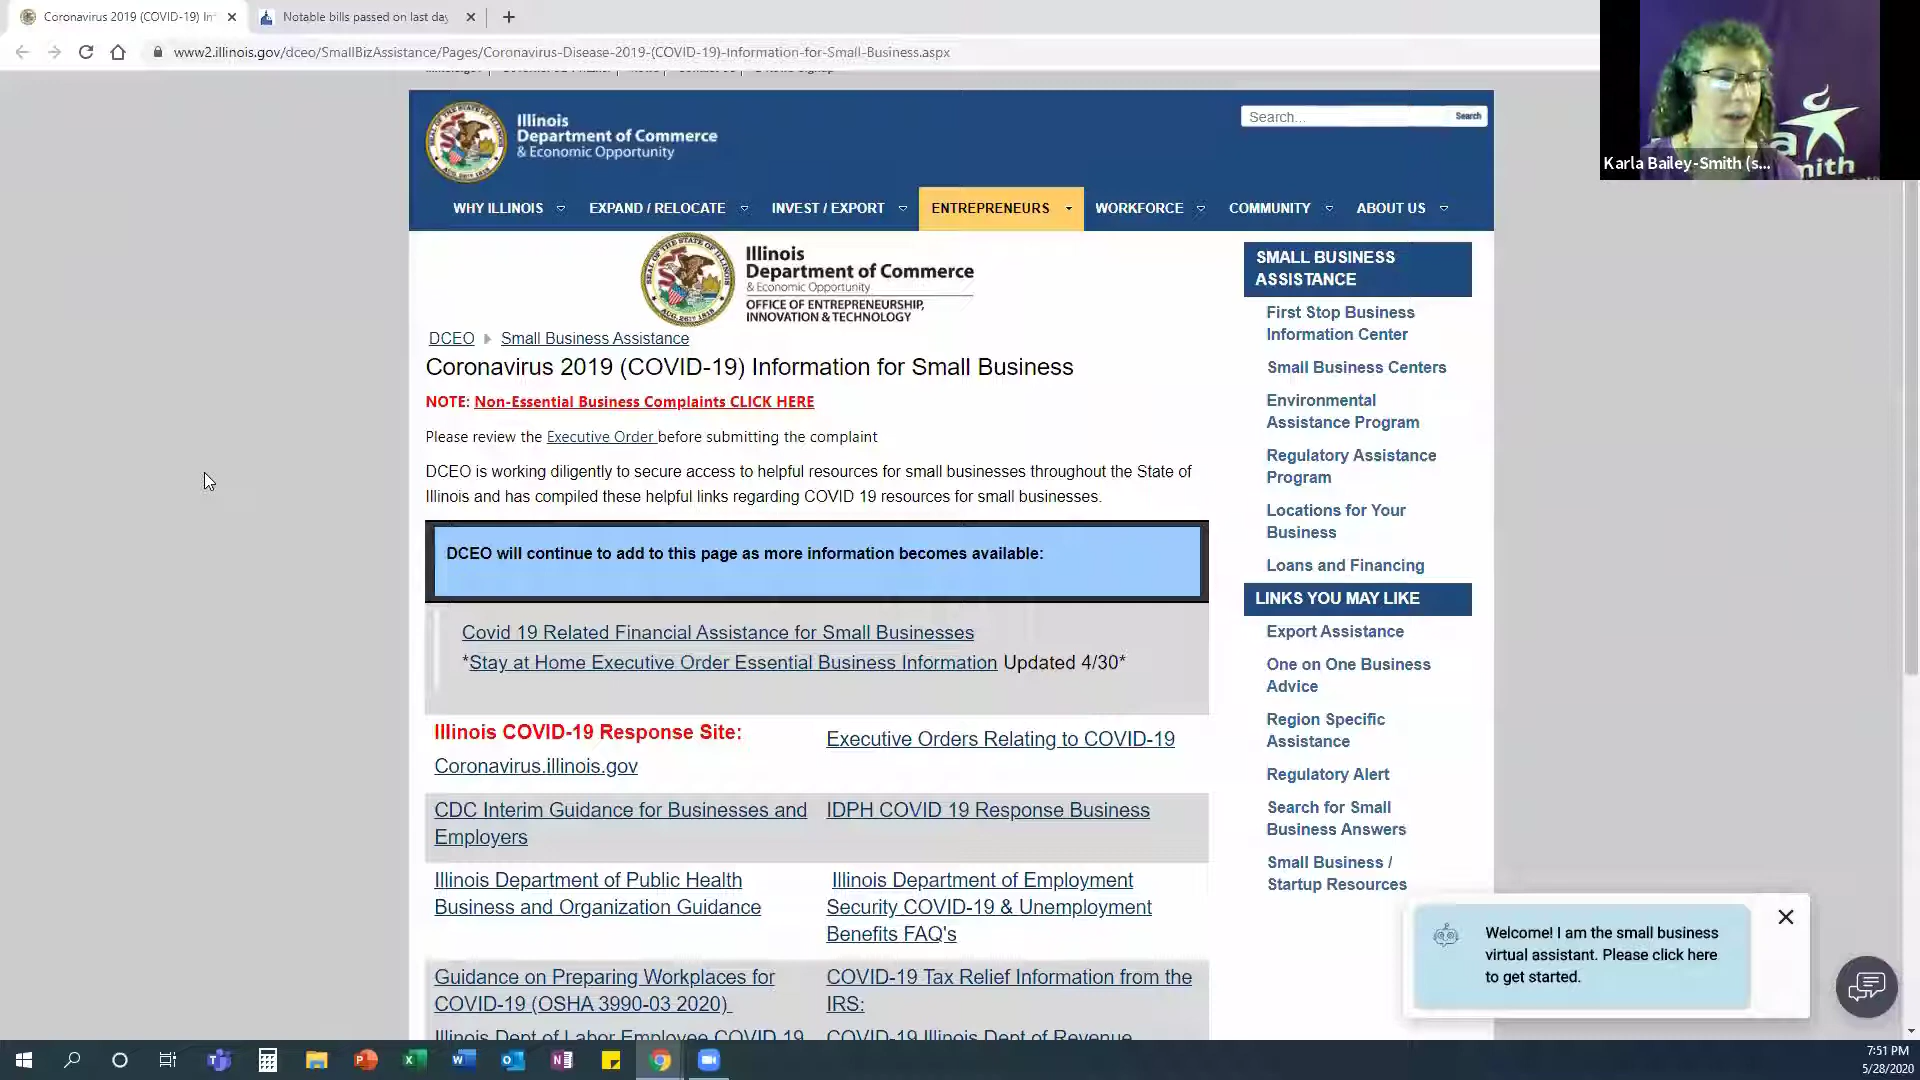 Coronavirus 2019 (COVID-19) In
Notable bills passed on last day
www2.illinois.gov/dceo/SmallBizAssistance/Pages/Coronavirus-Disease-2019-(COVID-19)-Information-for-Small-Business.aspx
Illinois
Department of Commerce
& Economic Opportunity
Search...
Search
Karla Bailey-Smith (s...
WHY ILLINOIS
EXPAND / RELOCATE
INVEST / EXPORT
ENTREPRENEURS
WORKFORCE
COMMUNITY
ABOUT US
Illinois
Department of Commerce
& Economic Opportunity
OFFICE OF ENTREPRENEURSHIP,
INNOVATION & TECHNOLOGY
DCEO
Small Business Assistance
Coronavirus 2019 (COVID-19) Information for Small Business
NOTE: Non-Essential Business Complaints CLICK HERE
Please review the Executive Order before submitting the complaint
DCEO is working diligently to secure access to helpful resources for small businesses throughout the State of
Illinois and has compiled these helpful links regarding COVID 19 resources for small businesses.
DCEO will continue to add to this page as more information becomes available:
Covid 19 Related Financial Assistance for Small Businesses
*Stay at Home Executive Order Essential Business Information Updated 4/30*
Illinois COVID-19 Response Site:
Coronavirus.illinois.gov
Executive Orders Relating to COVID-19
CDC Interim Guidance for Businesses and
Employers
IDPH COVID 19 Response Business
Illinois Department of Public Health
Business and Organization Guidance
Illinois Department of Employment
Security COVID-19 & Unemployment
Benefits FAQ's
Guidance on Preparing Workplaces for
COVID-19 (OSHA 3990-03 2020)
COVID-19 Tax Relief Information from the
IRS:
Illinois Dept of Labor Employee COVID 19
COVID-19 Illinois Dept of Revenue
SMALL BUSINESS
ASSISTANCE
First Stop Business
Information Center
Small Business Centers
Environmental
Assistance Program
Regulatory Assistance
Program
Locations for Your
Business
Loans and Financing
LINKS YOU MAY LIKE
Export Assistance
One on One Business
Advice
Region Specific
Assistance
Regulatory Alert
Search for Small
Business Answers
Small Business /
Startup Resources
Welcome! I am the small business
virtual assistant. Please click here
to get started.
7:51 PM
5/28/2020